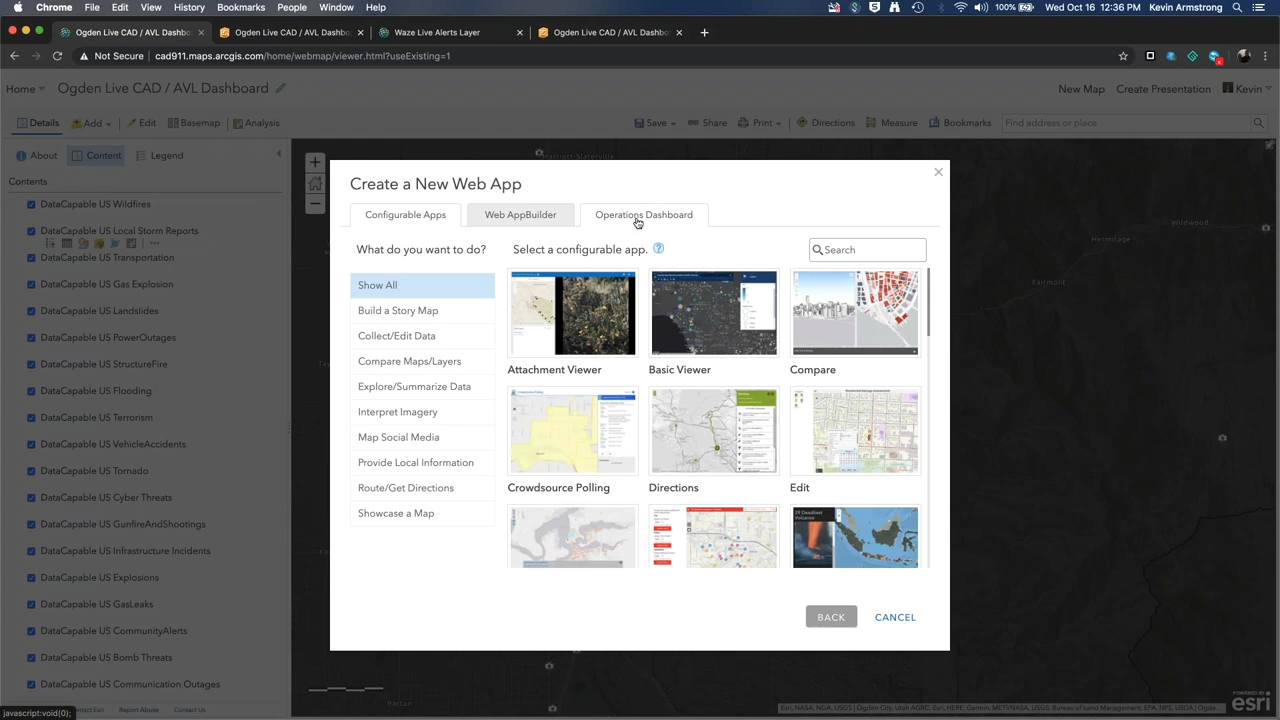 Chrome File Edit View History Bookmarks People Window Help
100% Wed Oct 16 12:36 PM Kevin Armstrong
Ogden Live CAD / AVL Dashbo
Ogden Live CAD / AVL Dashbo
Waze Live Alerts Layer
Ogden Live CAD / AVL Dashbo
Not Secure cad911.maps.arcgis.com/home/webmap/viewer.html?useExisting=1
Home
Ogden Live CAD / AVL Dashboard
New Map Create Presentation Kevin
Details Add Edit Basemap Analysis
Save Share Print Directions Measure Bookmarks Find address or place
About Content Legend
Contents
DataCapable US Wildfires
DataCapable US Local Storm Reports
DataCapable US Gas Explosion
DataCapable US Landslides
DataCapable US PowerOutages
DataCapable US StructureFire
DataCapable US Flooding
DataCapable US Terrorism
DataCapable US VehicleAccidents
DataCapable US Tornado
DataCapable US Cyber Threats
DataCapable US GunfireAndShootings
DataCapable US Infrastructure Incidents
DataCapable US Explosions
DataCapable US GasLeaks
DataCapable US CommunityAlerts
DataCapable US Bomb Threats
DataCapable US Communication Outages
Report Abuse Contact Us
javascript:void(0);
Create a New Web App
Configurable Apps Web AppBuilder Operations Dashboard
What do you want to do?
Show All
Build a Story Map
Collect/Edit Data
Compare Maps/Layers
Explore/Summarize Data
Interpret Imagery
Map Social Media
Provide Local Information
Route/Get Directions
Showcase a Map
Select a configurable app.
Search
Attachment Viewer
Basic Viewer
Compare
Crowdsource Polling
Directions
Edit
29 Deadliest
Volcanoes
BACK CANCEL
Wildwood
Hermitage
Fairmont
POWERED BY
esri